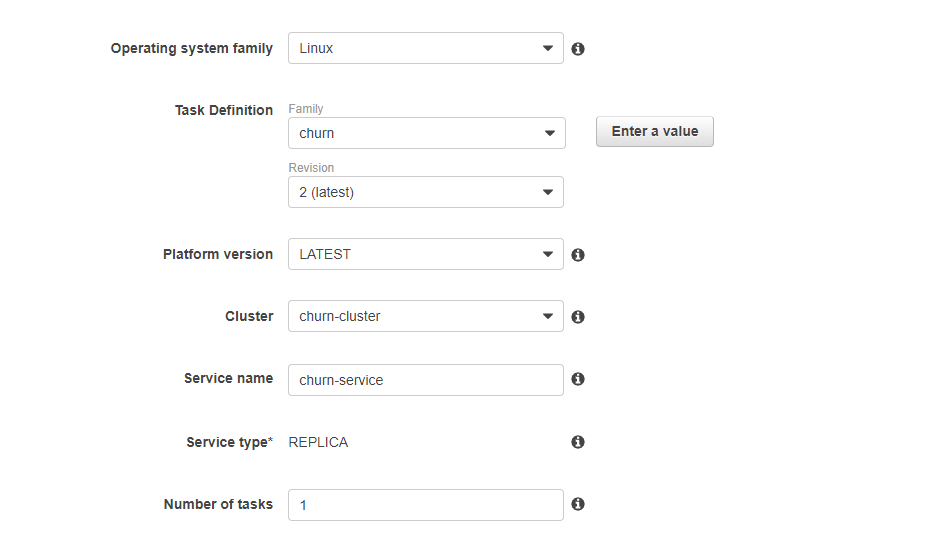 Operating system family Linux
Task Definition Family
churn Enter a value
Revision
2 (latest)
Platform version LATEST
Cluster churn-cluster
Service name churn-service
Service type* REPLICA
Number of tasks 1